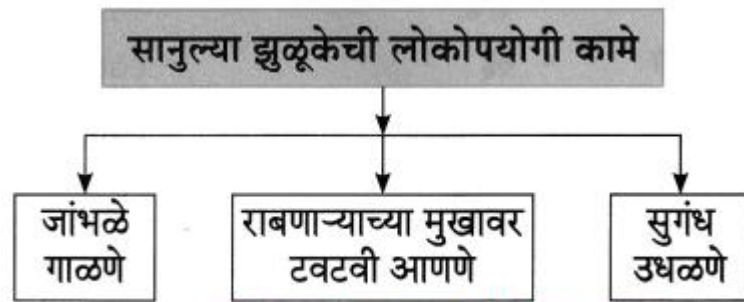 सानुल्या झुळूकेची लोकोपयोगी कामे
जांभळे
गाळणे
राबणाऱ्याच्या मुखावर
टवटवी आणणे
सुगंध
उधळणे